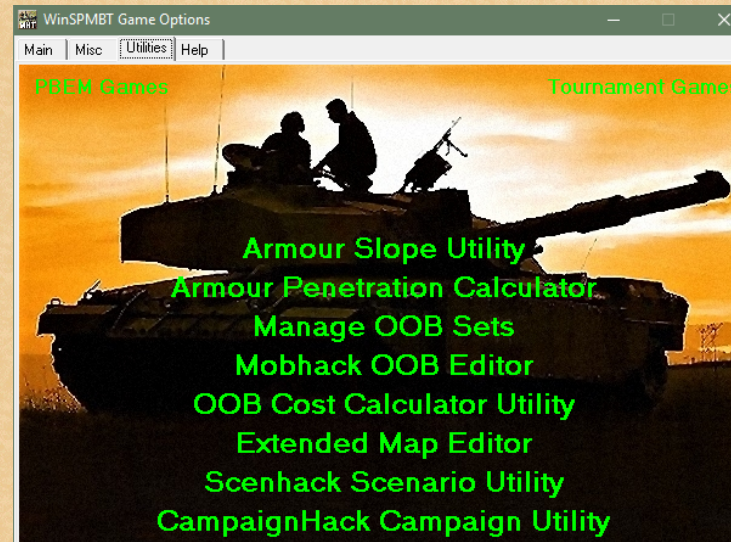 WinSPMBT Game Options
Main Misc Utilities Help
PBEM Games Tournament Games
Armour Slope Utility
Armour Penetration Calculator
Manage OOB Sets
Mobhack OOB Editor
OOB Cost Calculator Utility
Extended Map Editor
Scenhack Scenario Utility
CampaignHack Campaign Utility